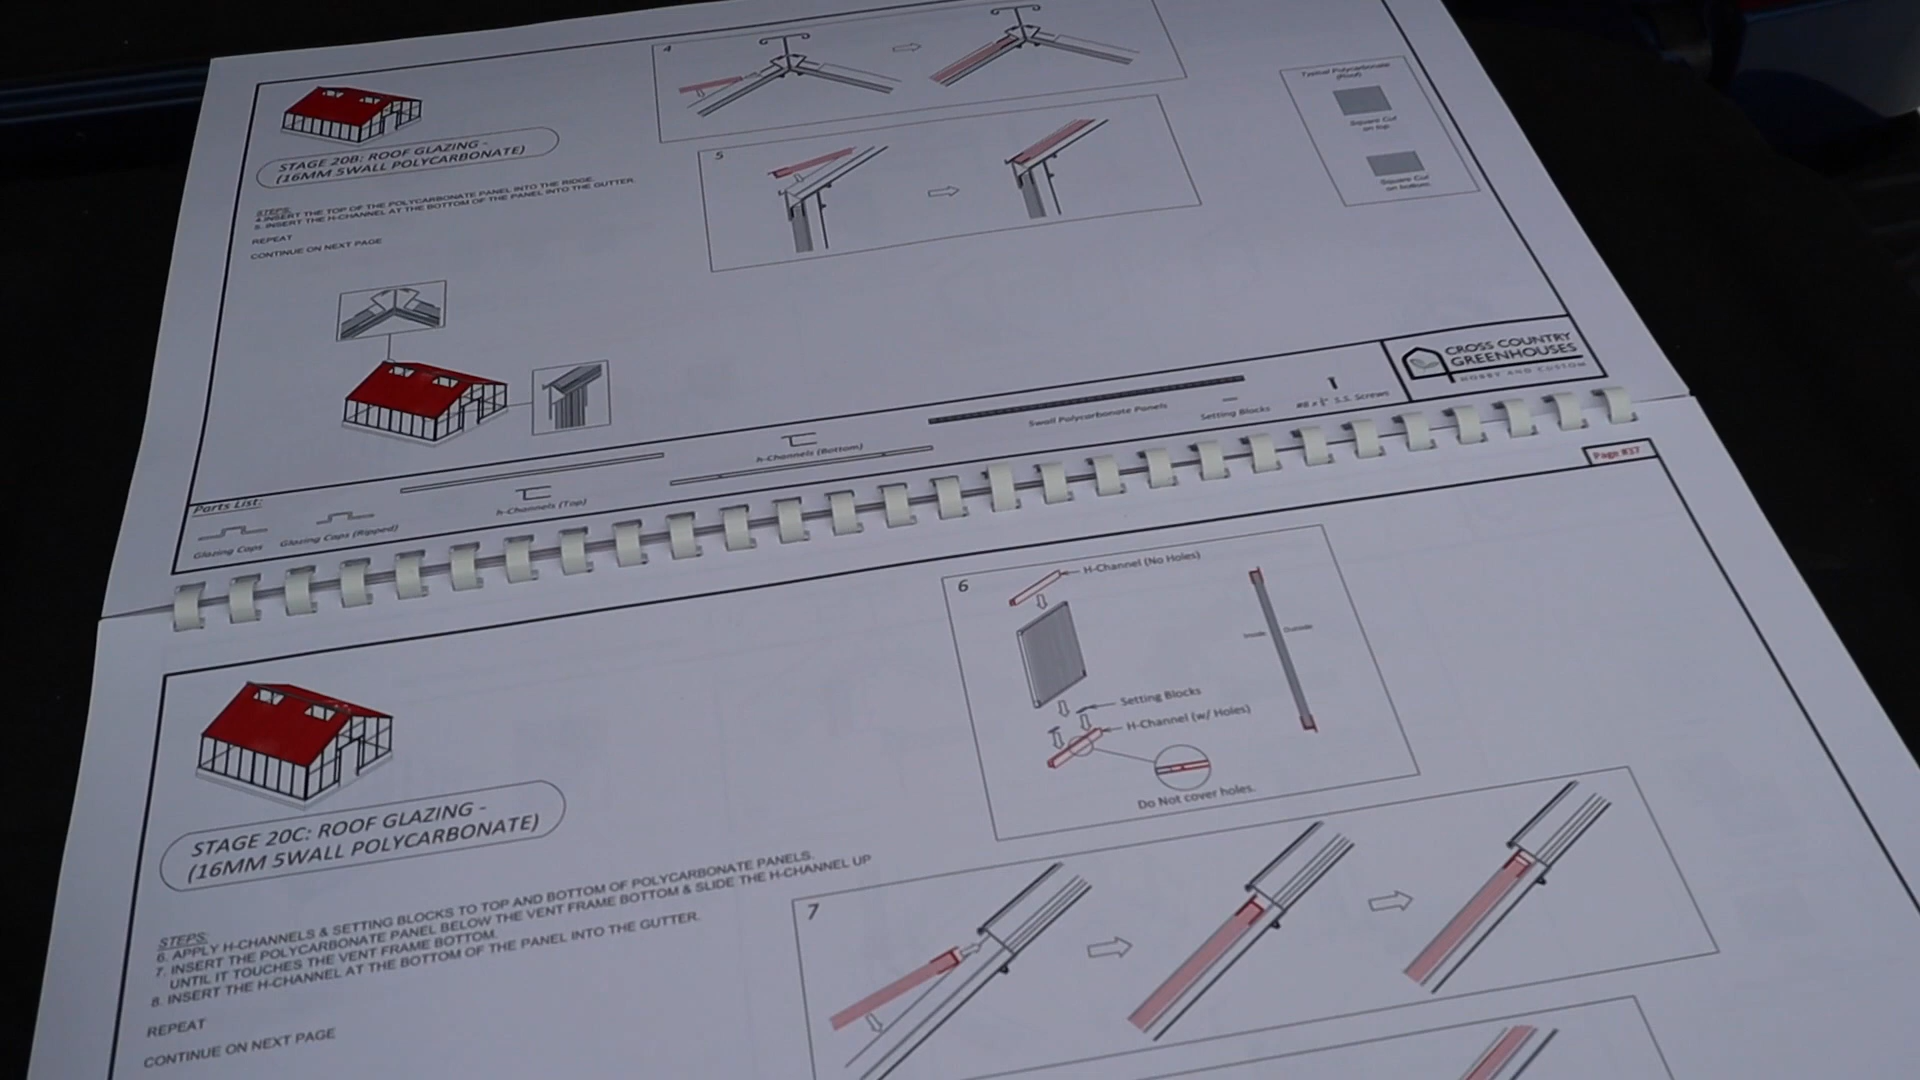 STAGE 20B: ROOF GLAZING -
(16MM 5WALL POLYCARBONATE)
STEPS:
4.INSERT THE TOP OF THE POLYCARBONATE PANEL INTO THE RIDGE.
5. INSERT THE H-CHANNEL AT THE BOTTOM OF THE PANEL INTO THE GUTTER.
REPEAT
CONTINUE ON NEXT PAGE
4
5
Typical Polycarbonate
(Roof)
Square Cut
on top.
Square Cut
on bottom.
CROSS COUNTRY
GREENHOUSES
HOBBY AND CUSTOM
Parts List:
Glazing Caps
Glazing Caps (Ripped)
h-Channels (Top)
h-Channels (Bottom)
5wall Polycarbonate Panels
Setting Blocks
S.S. Screws
Page #37
STAGE 20C: ROOF GLAZING -
(16MM 5WALL POLYCARBONATE)
STEPS:
6. APPLY H-CHANNELS & SETTING BLOCKS TO TOP AND BOTTOM OF POLYCARBONATE PANELS.
7. INSERT THE POLYCARBONATE PANEL BELOW THE VENT FRAME BOTTOM & SLIDE THE H-CHANNEL UP
UNTIL IT TOUCHES THE VENT FRAME BOTTOM.
8. INSERT THE H-CHANNEL AT THE BOTTOM OF THE PANEL INTO THE GUTTER.
REPEAT
CONTINUE ON NEXT PAGE
6
H-Channel (No Holes)
Inside
Outside
Setting Blocks
H-Channel (w/ Holes)
Do Not cover holes.
7